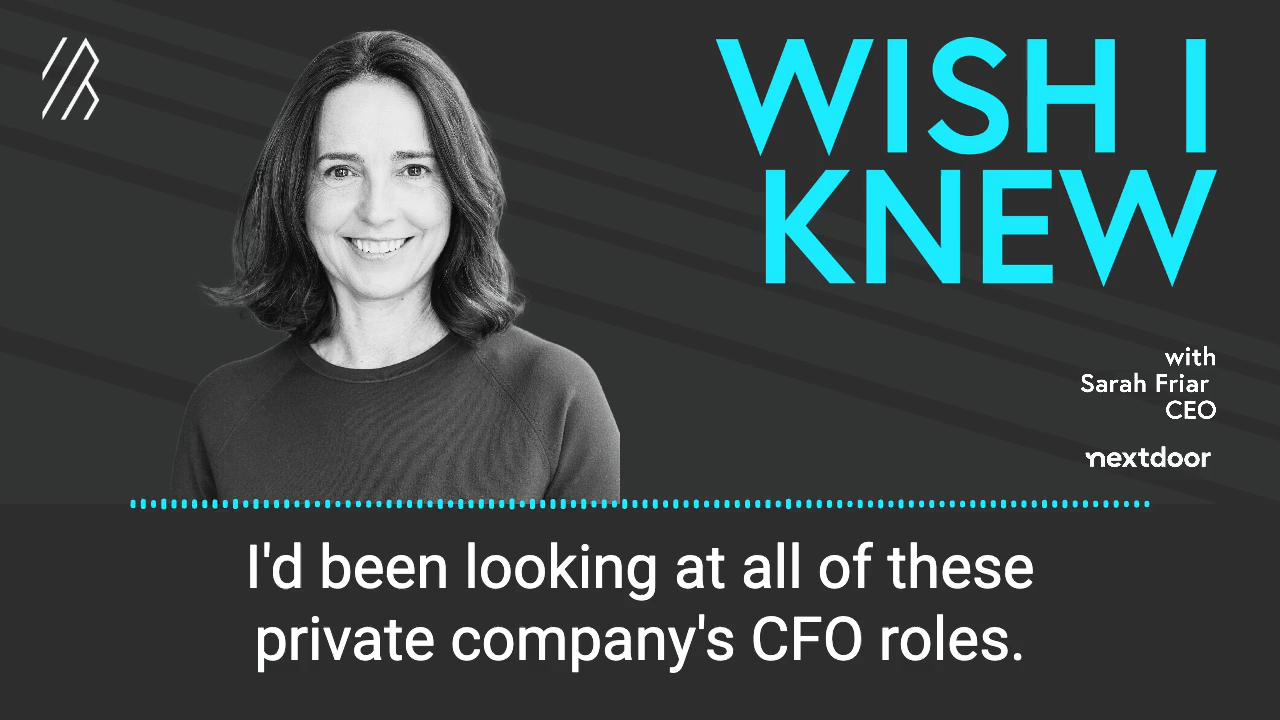 WISH I
KNEW
with
Sarah Friar
CEO
nextdoor
I'd been looking at all of these
private company's CFO roles.